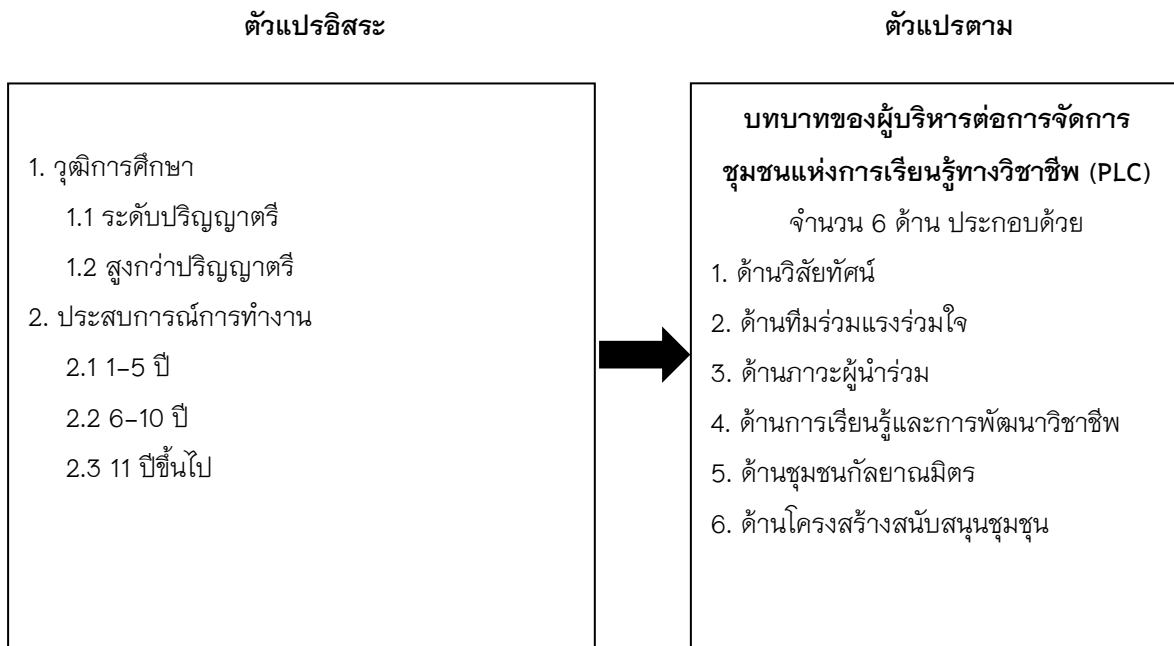 ตัวแปรอิสระ
ตัวแปรตาม
1. วุฒิการศึกษา
1.1 ระดับปริญญาตรี
1.2 สูงกว่าปริญญาตรี
2. ประสบการณ์การทำงาน
2.1 1–5 ปี
2.2 6–10 ปี
2.3 11 ปีขึ้นไป
บทบาทของผู้บริหารต่อการจัดการ
ชุมชนแห่งการเรียนรู้ทางวิชาชีพ (PLC)
จำนวน 6 ด้าน ประกอบด้วย
1. ด้านวิสัยทัศน์
2. ด้านทีมร่วมแรงร่วมใจ
3. ด้านภาวะผู้นำร่วม
4. ด้านการเรียนรู้และการพัฒนาวิชาชีพ
5. ด้านชุมชนกัลยาณมิตร
6. ด้านโครงสร้างสนับสนุนชุมชุน